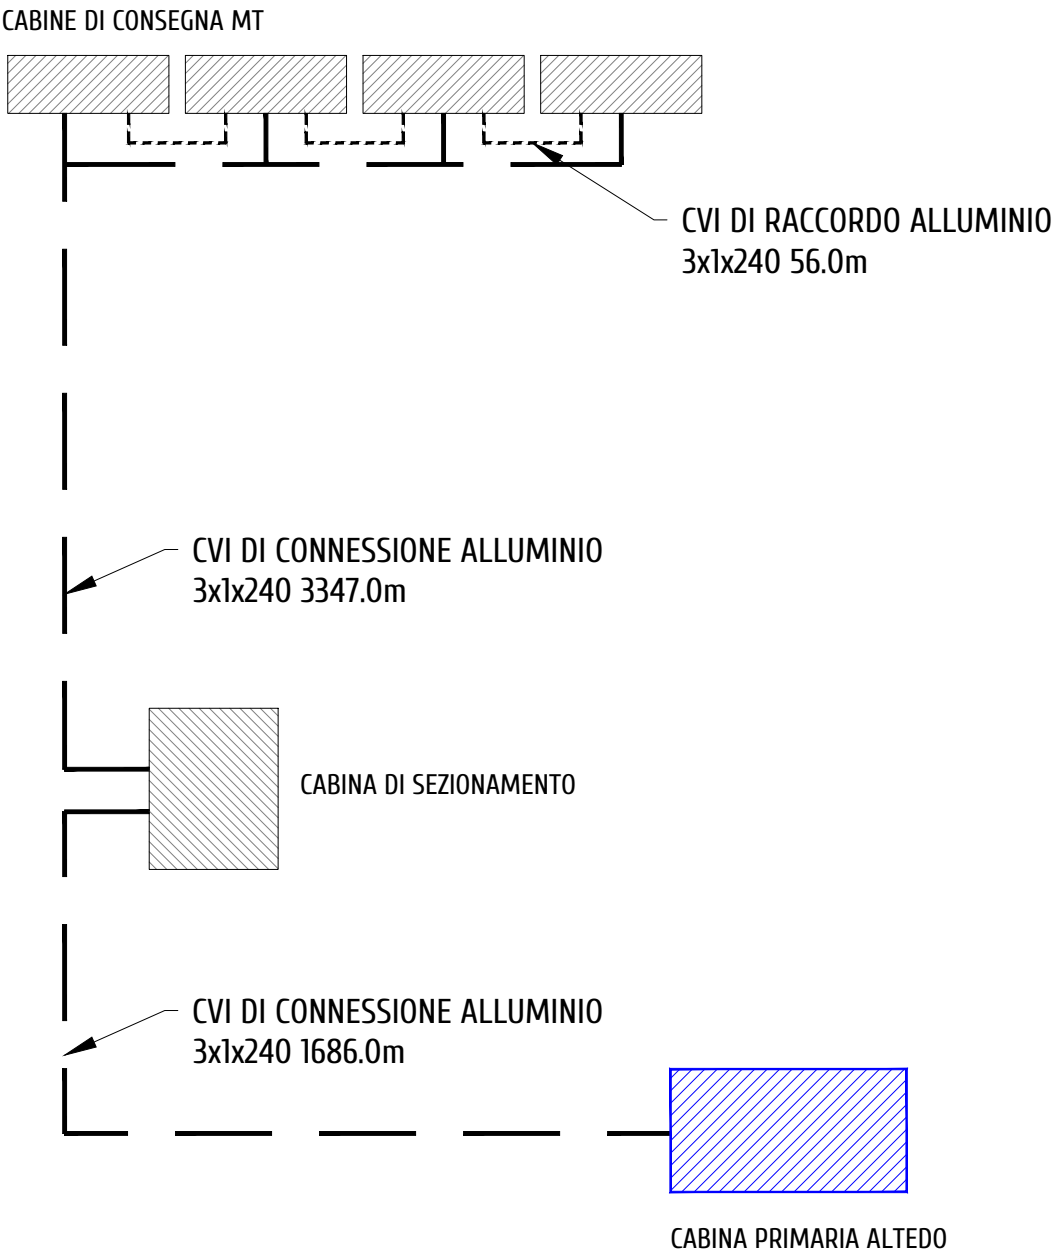 CABINE DI CONSEGNA MT
CVI DI RACCORDO ALLUMINIO
3x1x240 56.0m
CVI DI CONNESSIONE ALLUMINIO
3x1x240 3347.0m
CABINA DI SEZIONAMENTO
CVI DI CONNESSIONE ALLUMINIO
3x1x240 1686.0m
CABINA PRIMARIA ALTEDO